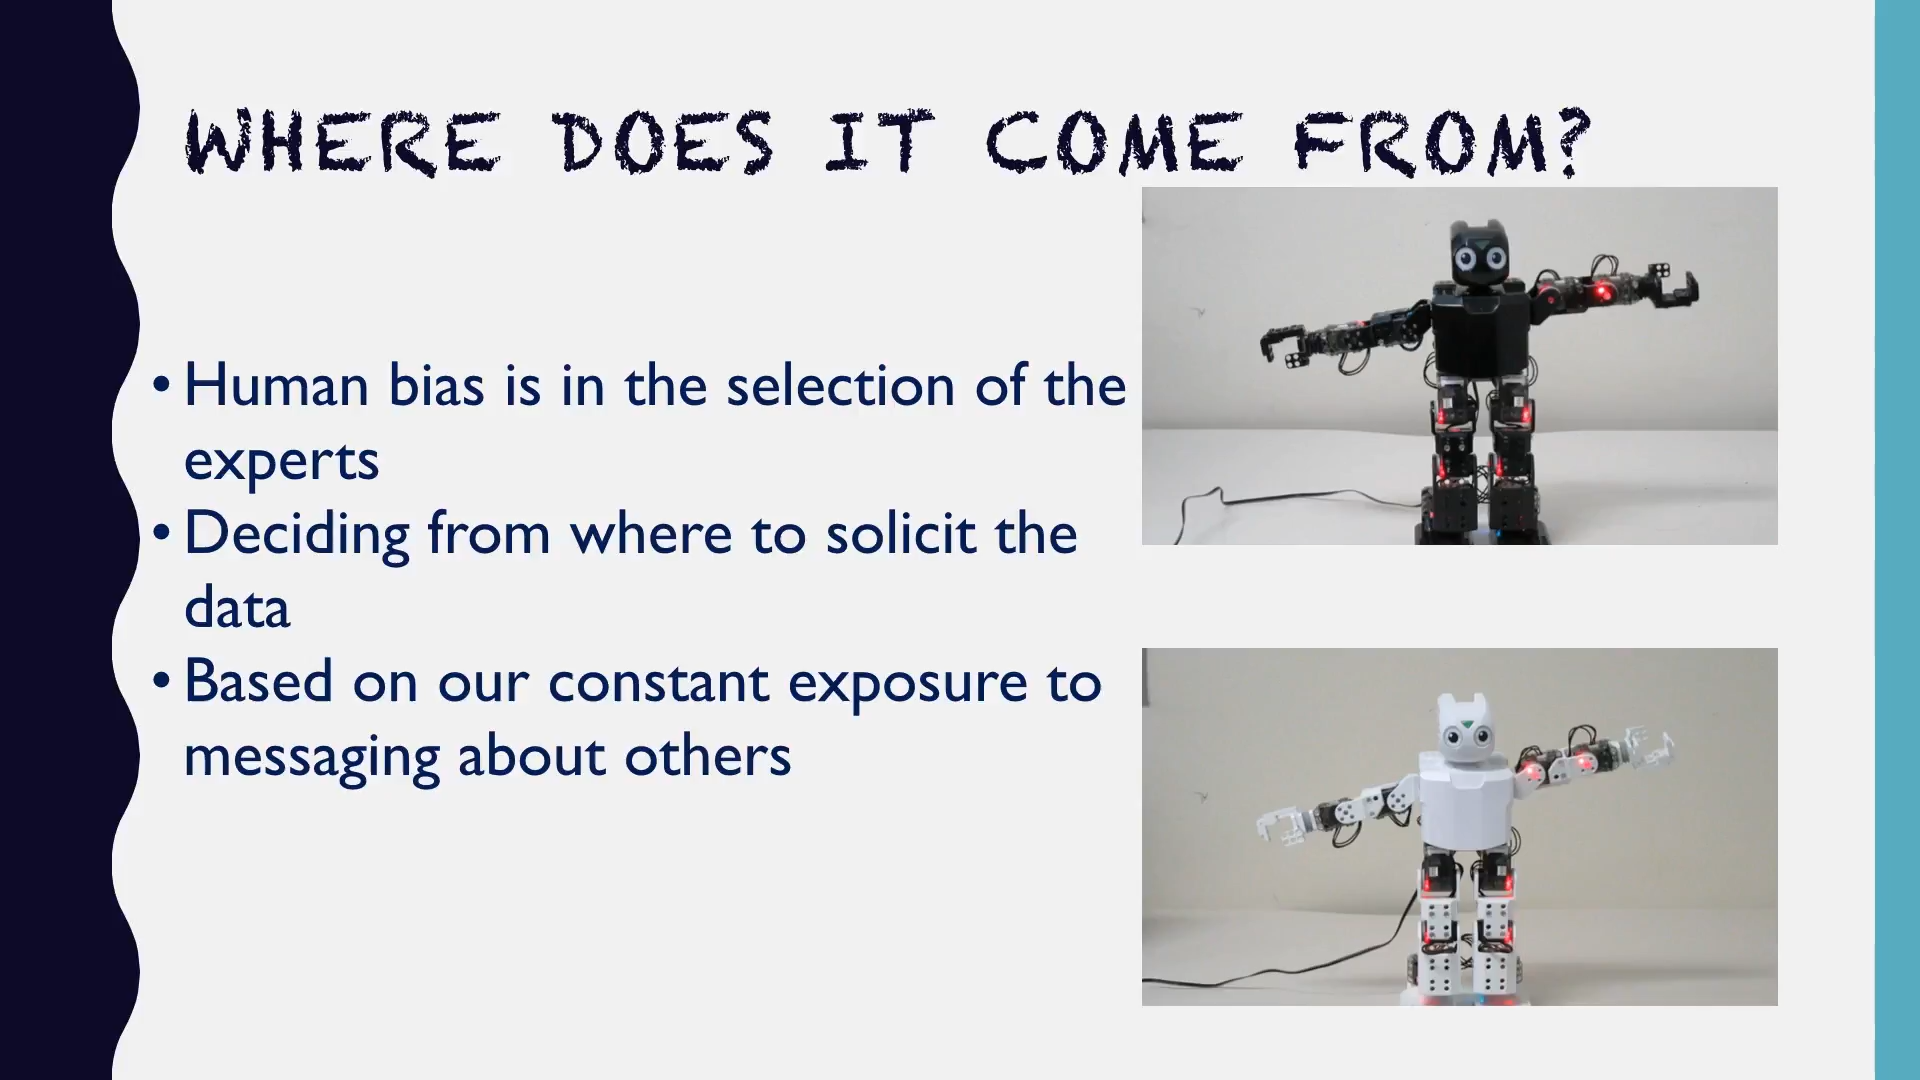 WHERE DOES IT COME FROM?
• Human bias is in the selection of the
experts
• Deciding from where to solicit the
data
• Based on our constant exposure to
messaging about others